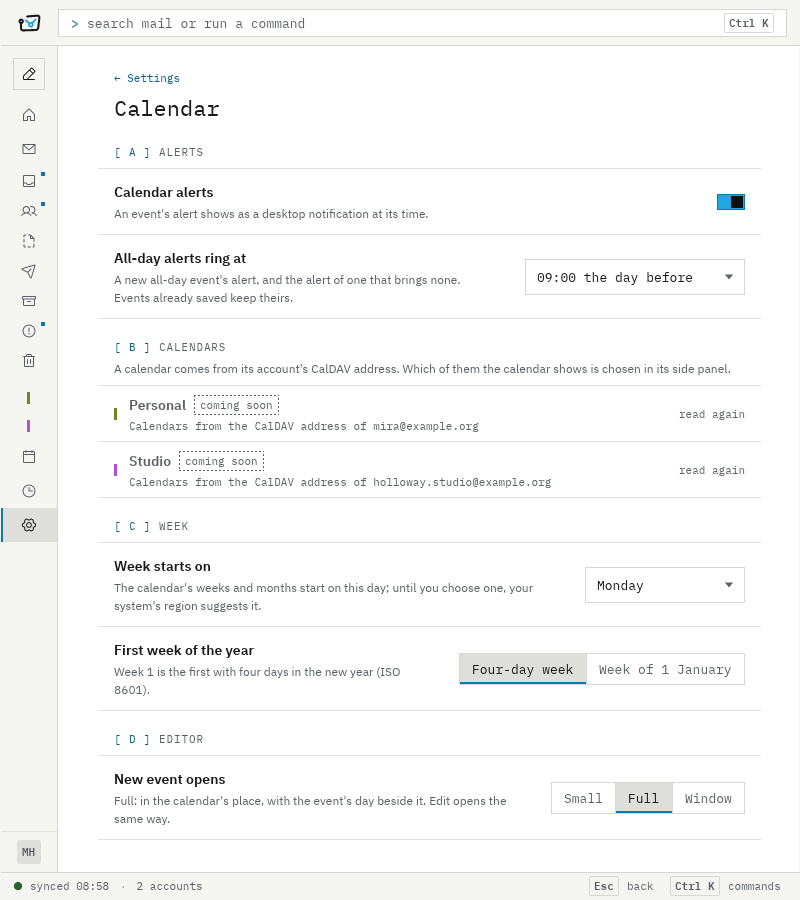 > search mail or run a command Ctrl K
← Settings
Calendar
[ A ] ALERTS
Calendar alerts
An event's alert shows as a desktop notification at its time.
All-day alerts ring at
A new all-day event's alert, and the alert of one that brings none.
Events already saved keep theirs.
09:00 the day before
[ B ] CALENDARS
A calendar comes from its account's CalDAV address. Which of them the calendar shows is chosen in its side panel.
Personal coming soon
Calendars from the CalDAV address of mira@example.org
read again
Studio coming soon
Calendars from the CalDAV address of holloway.studio@example.org
read again
[ C ] WEEK
Week starts on
The calendar's weeks and months start on this day; until you choose one, your
system's region suggests it.
Monday
First week of the year
Week 1 is the first with four days in the new year (ISO
8601).
Four-day week Week of 1 January
[ D ] EDITOR
New event opens
Full: in the calendar's place, with the event's day beside it. Edit opens the
same way.
Small Full Window
MH
synced 08:58 · 2 accounts Esc back Ctrl K commands